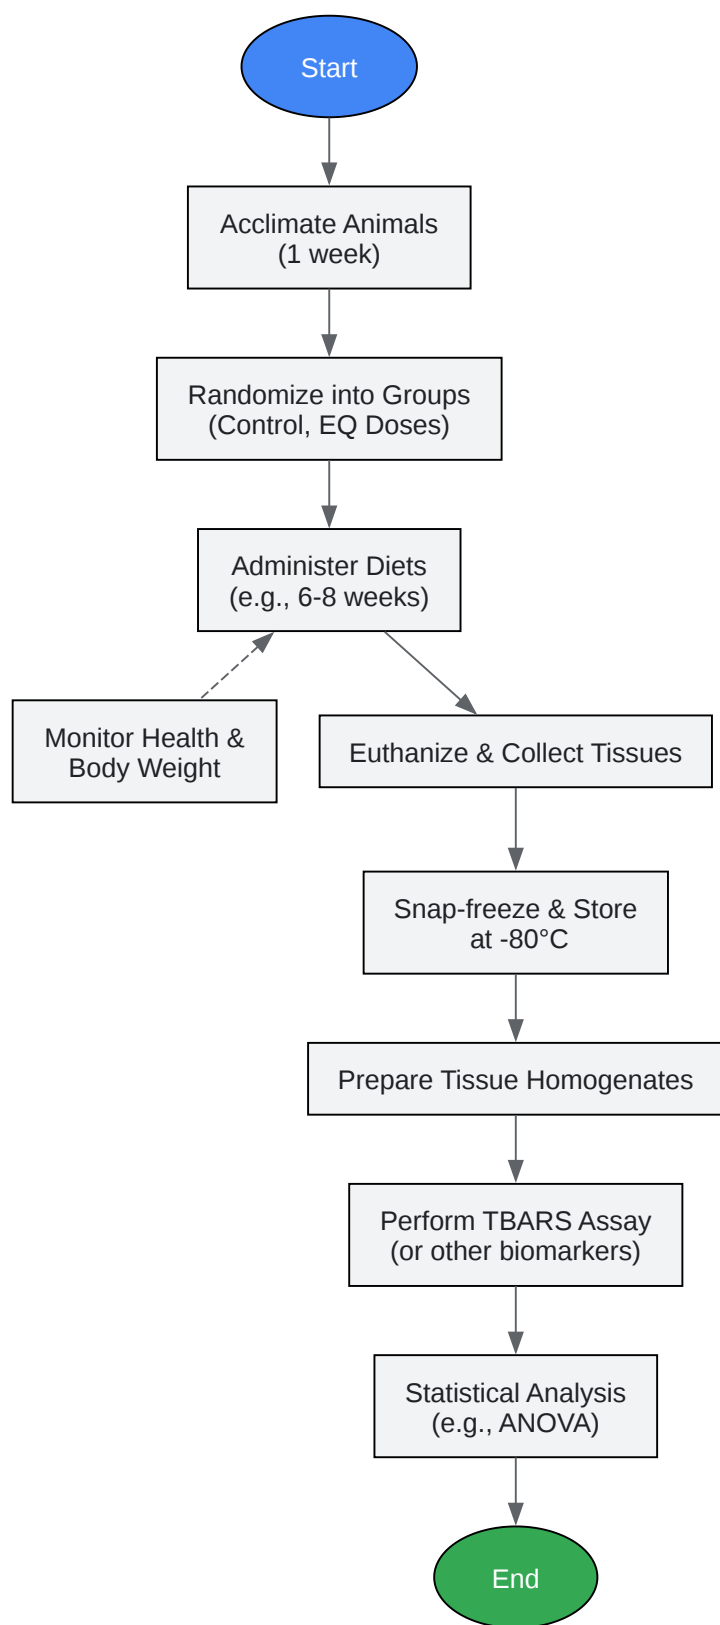 Start
Acclimate Animals
(1 week)
Randomize into Groups
(Control, EQ Doses)
Administer Diets
(e.g., 6-8 weeks)
Monitor Health &
Body Weight
Euthanize & Collect Tissues
Snap-freeze & Store
at -80°C
Prepare Tissue Homogenates
Perform TBARS Assay
(or other biomarkers)
Statistical Analysis
(e.g., ANOVA)
End